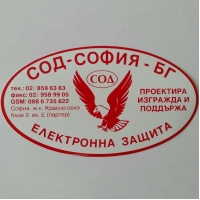 СОД-СОФИЯ - БГ
СОД
тел.: 02/ 859 63 63
факс: 02/ 958 99 05
GSM: 088 6 735 622
София, ж.к. Красно село
блок 2 вх. Е (партер)
ПРОЕКТИРА
ИЗГРАЖДА И
ПОДДЪРЖА
ЕЛЕКТРОННА ЗАЩИТА